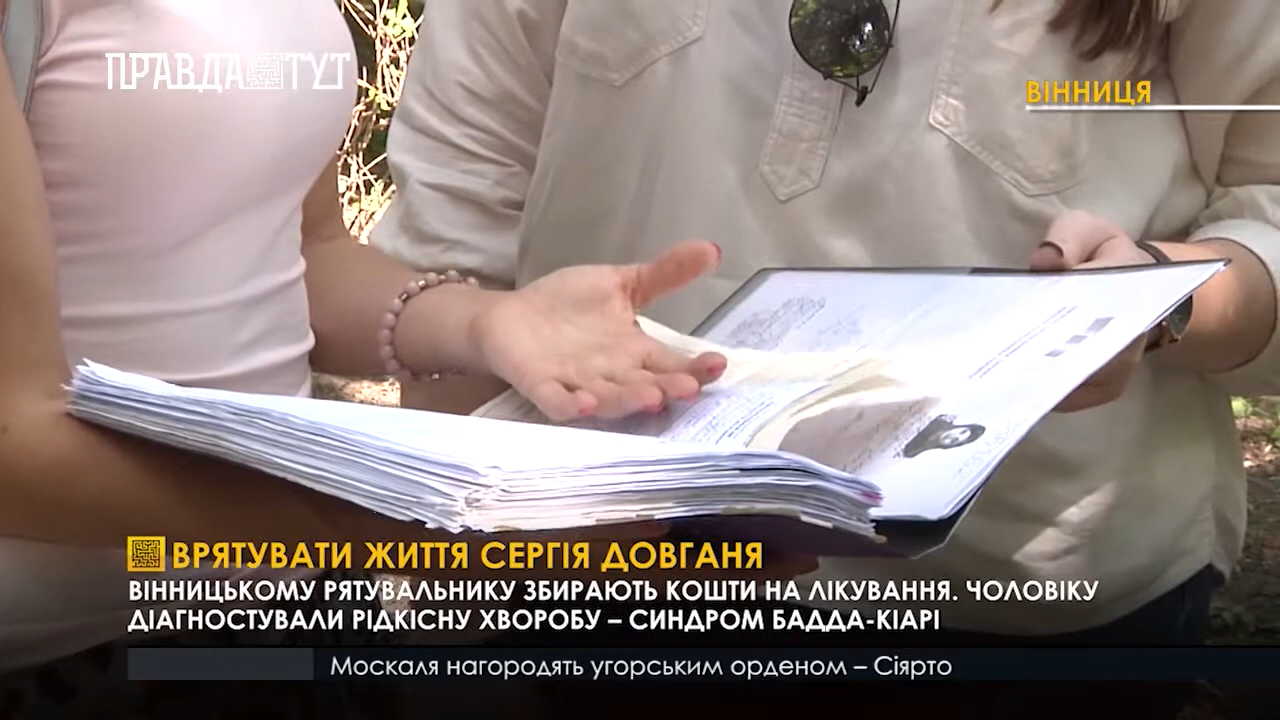 ПРАВДА ТУТ
ВІННИЦЯ
ВРЯТУВАТИ ЖИТТЯ СЕРГІЯ ДОВГАНЯ
ВІННИЦЬКОМУ РЯТУВАЛЬНИКУ ЗБИРАЮТЬ КОШТИ НА ЛІКУВАННЯ. ЧОЛОВІКУ
ДІАГНОСТУВАЛИ РІДКІСНУ ХВОРОБУ – СИНДРОМ БАДДА-КІАРІ
Москаля нагородять угорським орденом – Сіярто